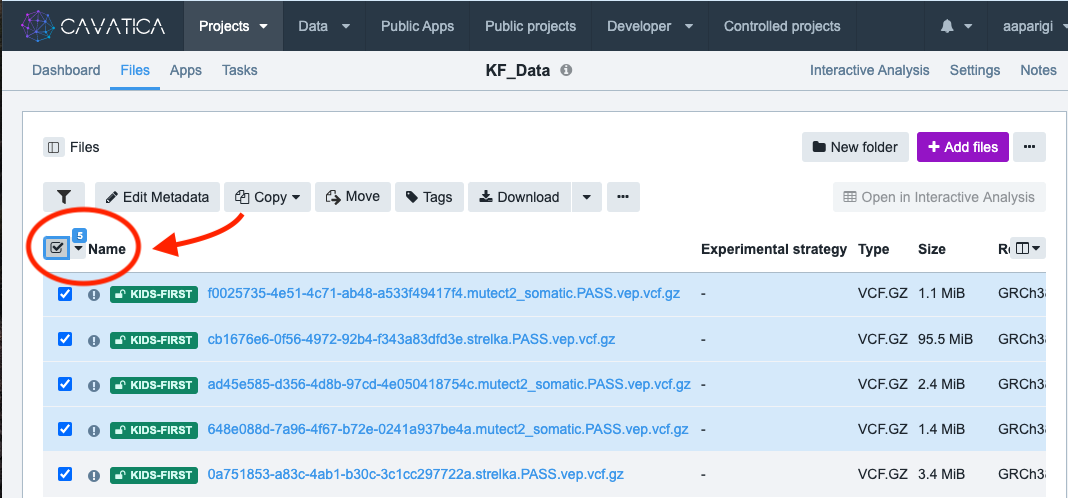 CAVATICA Projects Data Public Apps Public projects Developer Controlled projects aaparigi
Dashboard Files Apps Tasks KF_Data Interactive Analysis Settings Notes
Files New folder + Add files
Edit Metadata Copy Move Tags Download Open in Interactive Analysis
5
Name Experimental strategy Type Size
KIDS-FIRST f0025735-4e51-4c71-ab48-a533f49417f4.mutect2_somatic.PASS.vep.vcf.gz - VCF.GZ 1.1 MiB GRCh3
KIDS-FIRST cb1676e6-0f56-4972-92b4-f343a83dfd3e.strelka.PASS.vep.vcf.gz - VCF.GZ 95.5 MiB GRCh3
KIDS-FIRST ad45e585-d356-4d8b-97cd-4e050418754c.mutect2_somatic.PASS.vep.vcf.gz - VCF.GZ 2.4 MiB GRCh3
KIDS-FIRST 648e088d-7a96-4f67-b72e-0241a937be4a.mutect2_somatic.PASS.vep.vcf.gz - VCF.GZ 1.4 MiB GRCh3
KIDS-FIRST 0a751853-a83c-4ab1-b30c-3c1cc297722a.strelka.PASS.vep.vcf.gz - VCF.GZ 3.4 MiB GRCh3